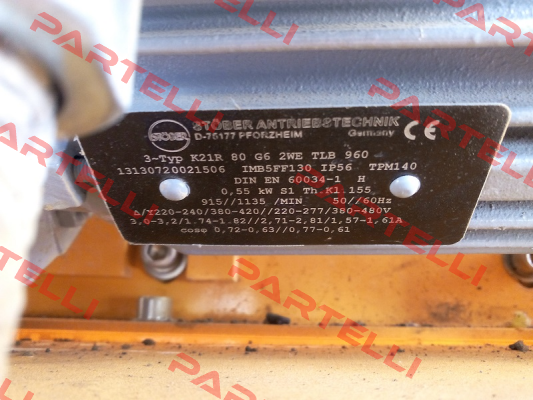 STÖBER ANTRIEBSTECHNIK
D-75177 PFORZHEIM Germany CE
STÖBER
3-Typ K21R 80 G6 2WE TLB 960
13130720021506 IMB5FF130 IP56 TPM140
DIN EN 60034-1 H
0,55 kW S1 Th.Kl.155
915//1135 /MIN 50//60Hz
Δ/Y220-240/380-420//220-277/380-480V
3,0-3,2/1.74-1.82//2,71-2,81/1,57-1,61A
cosφ 0,72-0,63//0,77-0,61
PARTELLI
PARTELLI
PARTELLI
PARTELLI
PARTELLI
PARTELLI